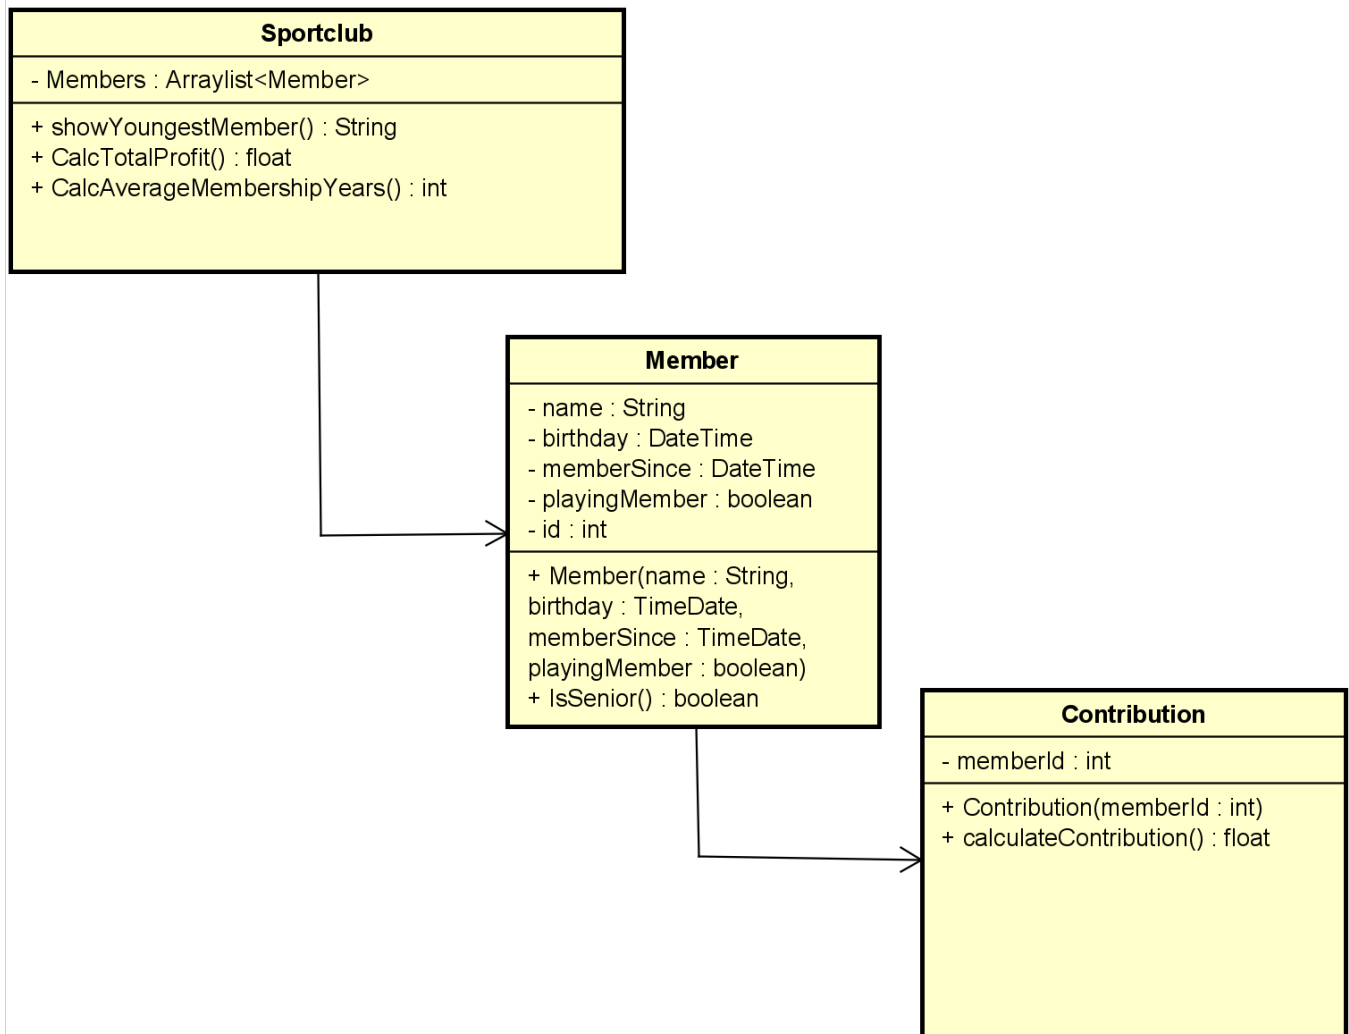 Sportclub
- Members : Arraylist<Member>
+ showYoungestMember() : String
+ CalcTotalProfit() : float
+ CalcAverageMembershipYears() : int
Member
- name : String
- birthday : DateTime
- memberSince : DateTime
- playingMember : boolean
- id : int
+ Member(name : String,
birthday : TimeDate,
memberSince : TimeDate,
playingMember : boolean)
+ IsSenior() : boolean
Contribution
- memberId : int
+ Contribution(memberId : int)
+ calculateContribution() : float